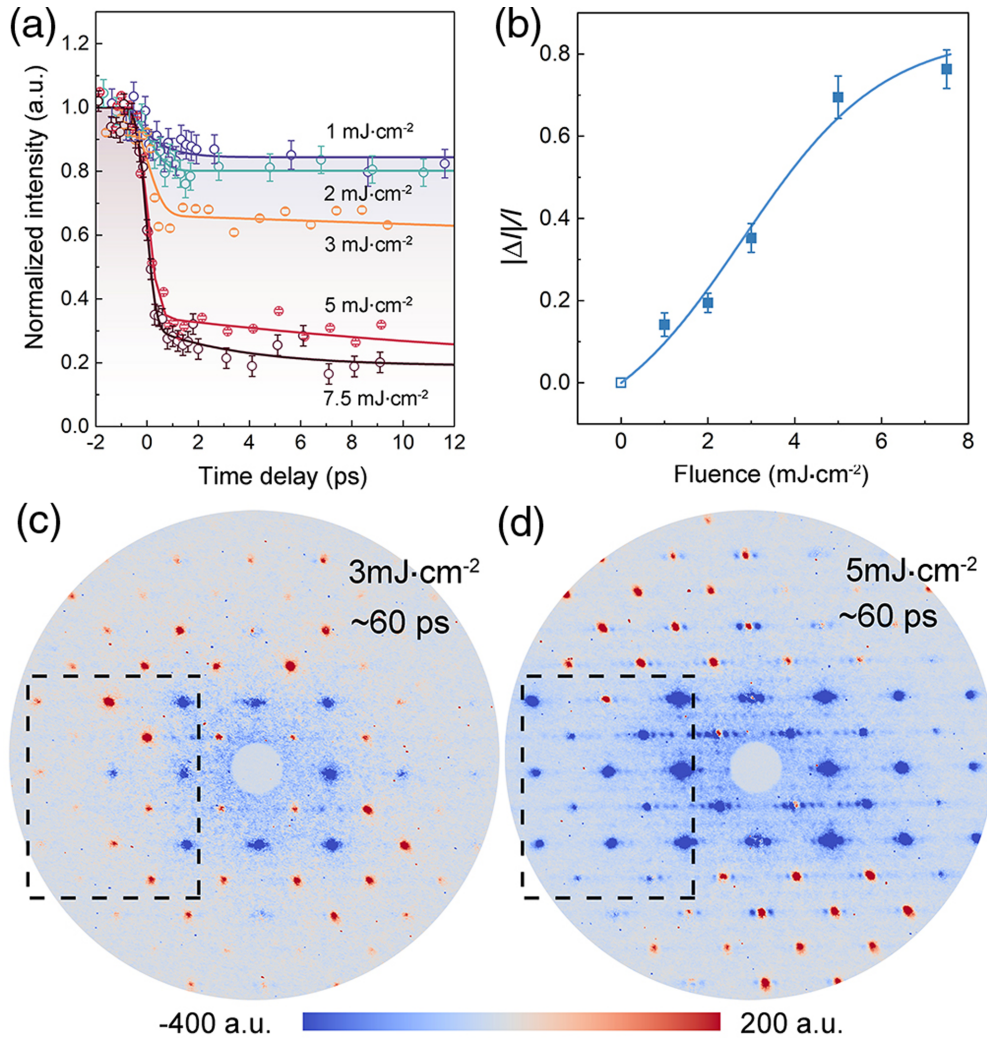 (a)
Normalized intensity (a.u.)
1.2
1.0
0.8
0.6
0.4
0.2
0.0
1 mJ·cm-2
2 mJ·cm-2
3 mJ·cm-2
5 mJ·cm-2
7.5 mJ·cm-2
-2 0 2 4 6 8 10 12
Time delay (ps)
(b)
|Δ/|/I
0.8
0.6
0.4
0.2
0.0
0 2 4 6 8
Fluence (mJ·cm-2)
(c)
3mJ·cm-2
~60 ps
(d)
5mJ·cm-2
~60 ps
-400 a.u. 200 a.u.